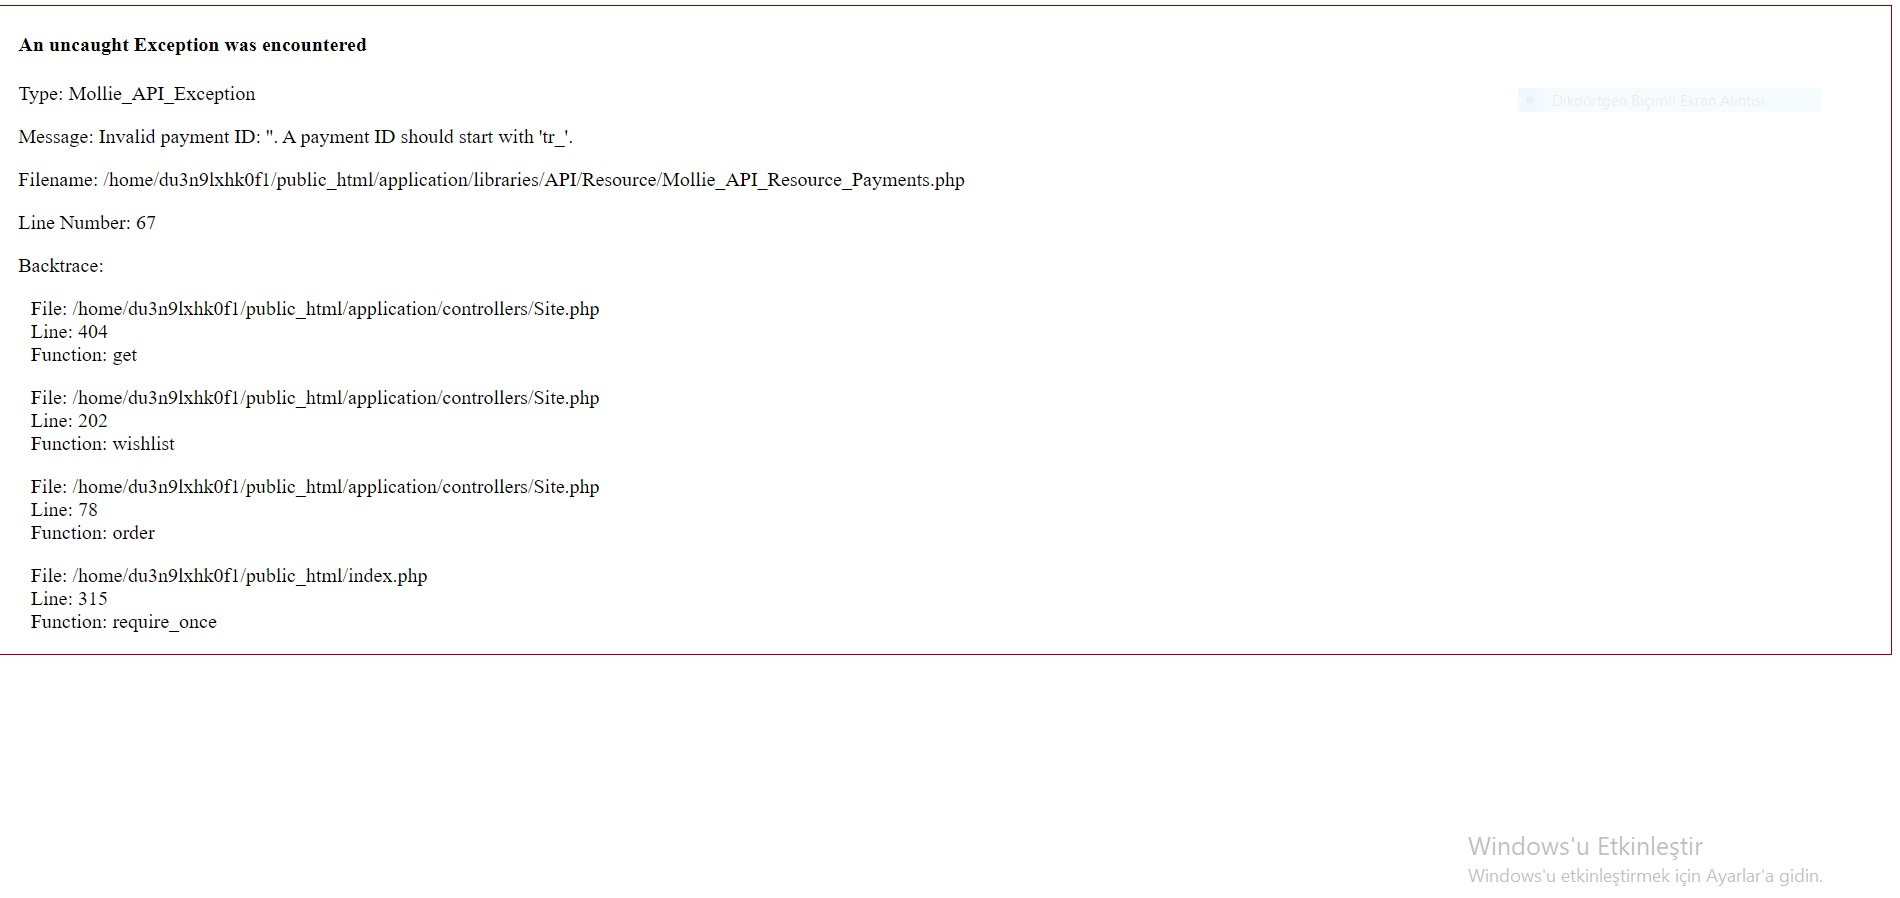 An uncaught Exception was encountered
Type: Mollie_API_Exception
Dikdörtgen Biçimli Ekran Alıntısı
Message: Invalid payment ID: ''. A payment ID should start with 'tr_'.
Filename: /home/du3n9lxhk0f1/public_html/application/libraries/API/Resource/Mollie_API_Resource_Payments.php
Line Number: 67
Backtrace:
File: /home/du3n9lxhk0f1/public_html/application/controllers/Site.php
Line: 404
Function: get
File: /home/du3n9lxhk0f1/public_html/application/controllers/Site.php
Line: 202
Function: wishlist
File: /home/du3n9lxhk0f1/public_html/application/controllers/Site.php
Line: 78
Function: order
File: /home/du3n9lxhk0f1/public_html/index.php
Line: 315
Function: require_once
Windows'u Etkinleştir
Windows'u etkinleştirmek için Ayarlar'a gidin.